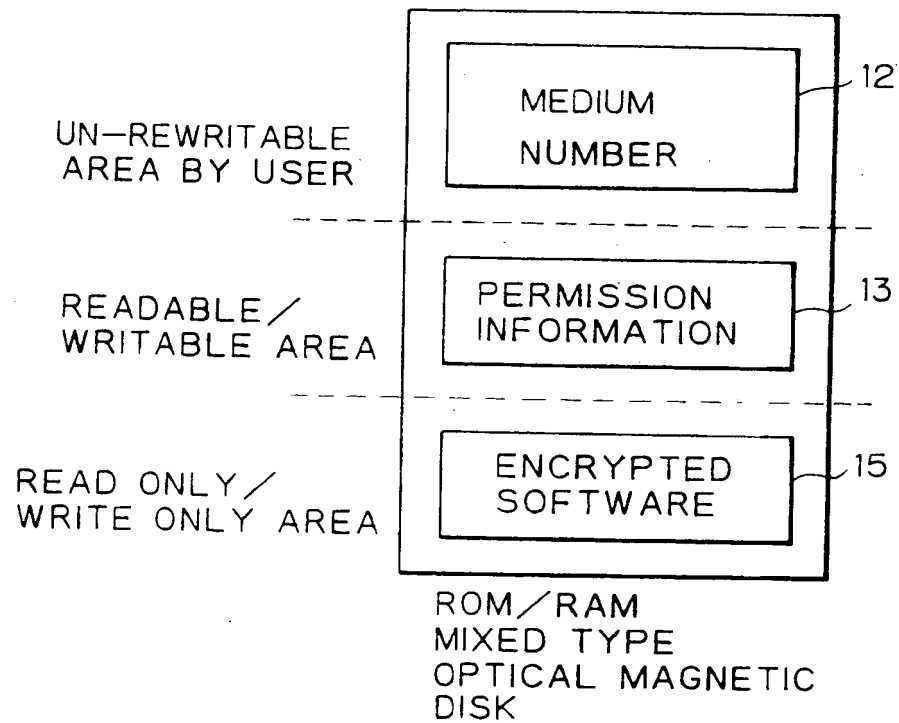 MEDIUM
NUMBER
12
UN-REWRITABLE
AREA BY USER
PERMISSION
INFORMATION
13
READABLE/
WRITABLE AREA
ENCRYPTED
SOFTWARE
15
READ ONLY/
WRITE ONLY AREA
ROM/RAM
MIXED TYPE
OPTICAL MAGNETIC
DISK